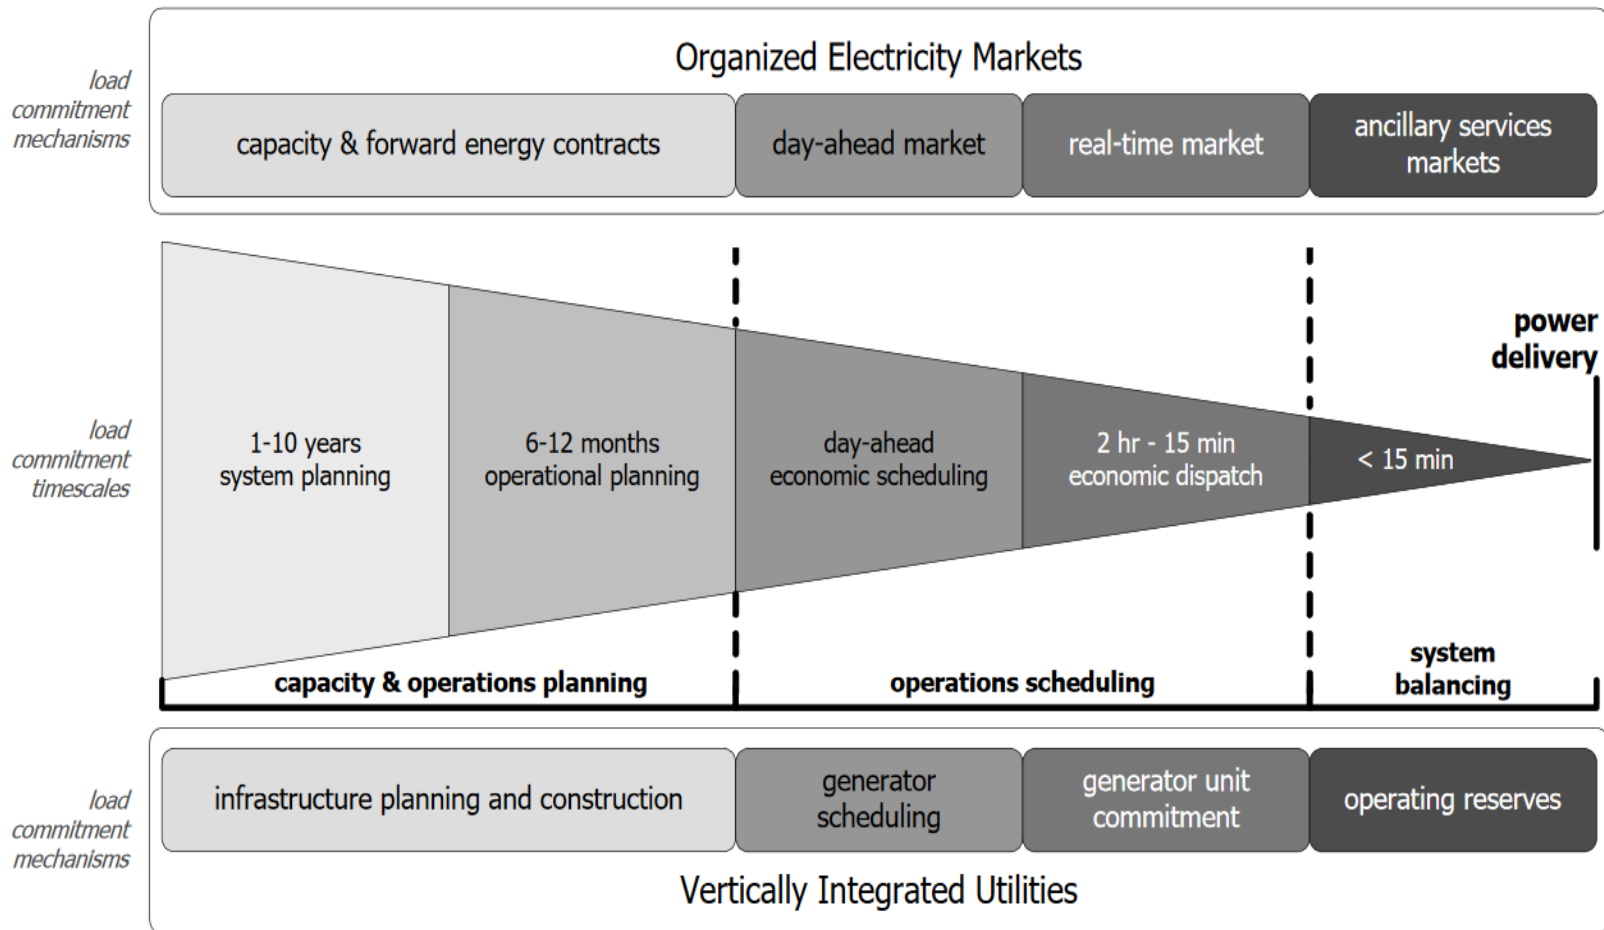 Organized Electricity Markets
load
commitment
mechanisms
capacity & forward energy contracts
day-ahead market
real-time market
ancillary services
markets
power
delivery
load
commitment
timescales
1-10 years
system planning
6-12 months
operational planning
day-ahead
economic scheduling
2 hr - 15 min
economic dispatch
< 15 min
capacity & operations planning
operations scheduling
system
balancing
load
commitment
mechanisms
infrastructure planning and construction
generator
scheduling
generator unit
commitment
operating reserves
Vertically Integrated Utilities